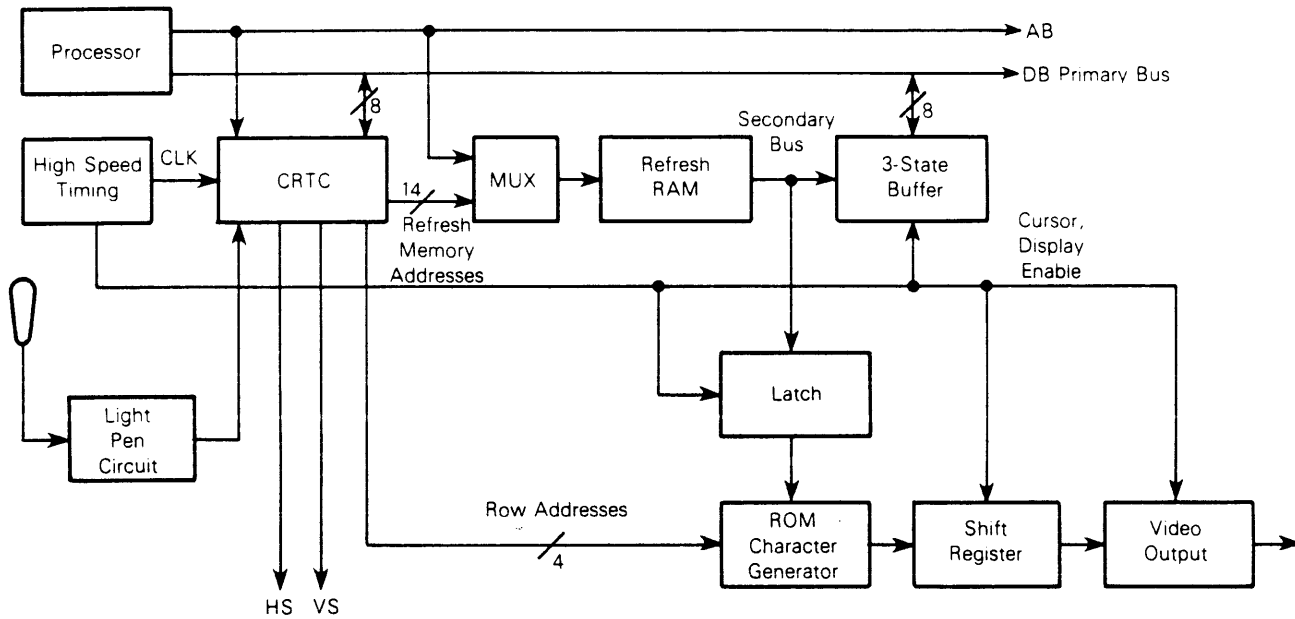 Processor
AB
DB Primary Bus
8
8
High Speed
Timing
CLK
CRTC
14
Refresh
Memory
Addresses
MUX
Refresh
RAM
Secondary
Bus
3-State
Buffer
Cursor,
Display
Enable
Light
Pen
Circuit
Latch
Row Addresses
4
ROM
Character
Generator
Shift
Register
Video
Output
HS
VS